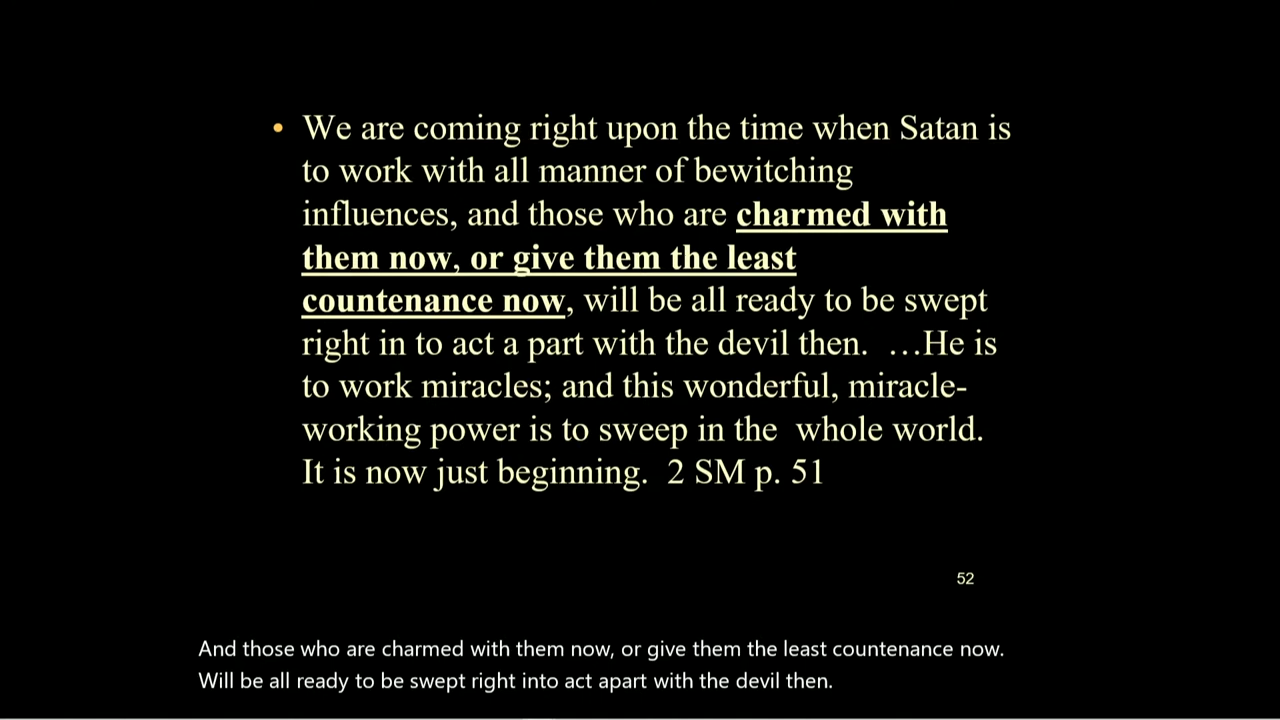 • We are coming right upon the time when Satan is
to work with all manner of bewitching
influences, and those who are charmed with
them now, or give them the least
countenance now, will be all ready to be swept
right in to act a part with the devil then.  …He is
to work miracles; and this wonderful, miracle-
working power is to sweep in the  whole world.
It is now just beginning.  2 SM p. 51
52
And those who are charmed with them now, or give them the least countenance now.
Will be all ready to be swept right into act apart with the devil then.